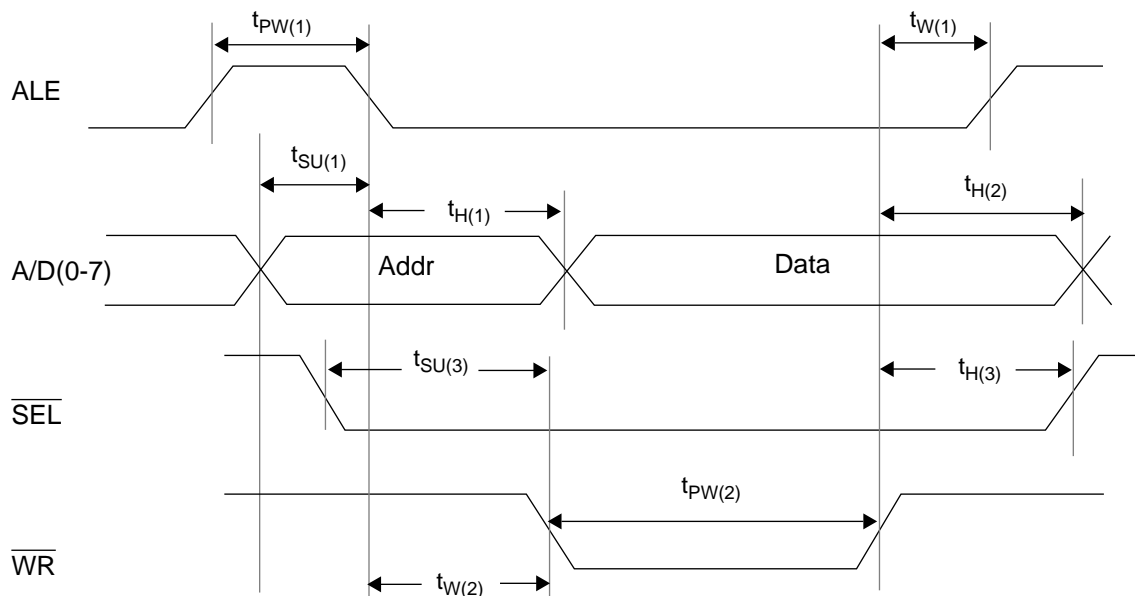 tPW(1)
tW(1)
ALE
tSU(1)
tH(2)
tH(1)
A/D(0-7)
Addr
Data
tSU(3)
tH(3)
SEL
tPW(2)
WR
tW(2)